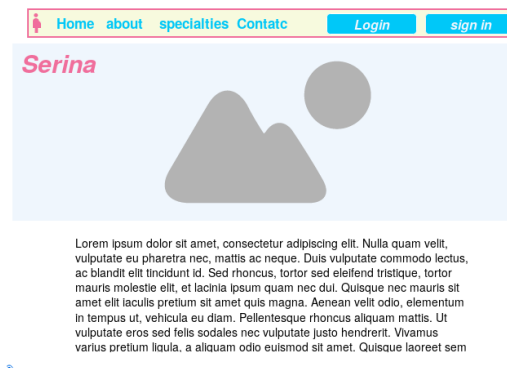 Home about specialties Contatc Login sign in
Serina
Lorem ipsum dolor sit amet, consectetur adipiscing elit. Nulla quam velit,
vulputate eu pharetra nec, mattis ac neque. Duis vulputate commodo lectus,
ac blandit elit tincidunt id. Sed rhoncus, tortor sed eleifend tristique, tortor
mauris molestie elit, et lacinia ipsum quam nec dui. Quisque nec mauris sit
amet elit iaculis pretium sit amet quis magna. Aenean velit odio, elementum
in tempus ut, vehicula eu diam. Pellentesque rhoncus aliquam mattis. Ut
vulputate eros sed felis sodales nec vulputate justo hendrerit. Vivamus
varius pretium ligula, a aliquam odio euismod sit amet. Quisque laoreet sem